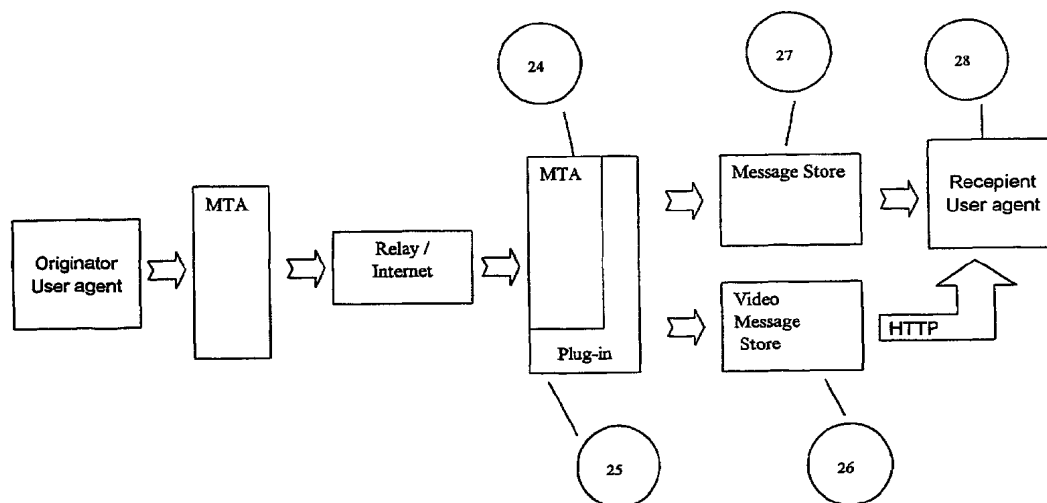 24
27
28
MTA
MTA
Message Store
Recepient
User agent
Originator
User agent
Relay /
Internet
Video
Message
Store
HTTP
Plug-in
25
26